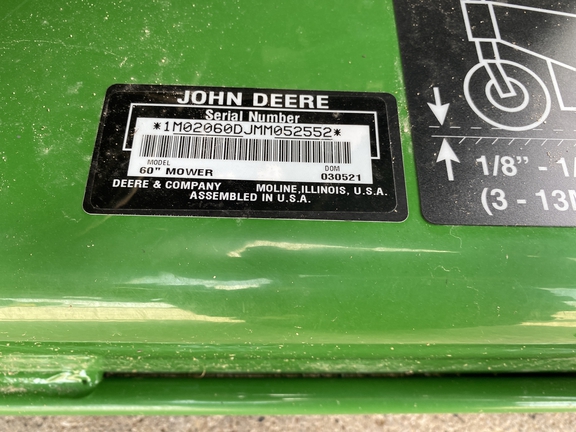 JOHN DEERE
Serial Number
*1M02060DJMM052552*
MODEL DOM
60" MOWER 030521
DEERE & COMPANY MOLINE, ILLINOIS, U.S.A.
ASSEMBLED IN U.S.A.
1/8" - 1/
(3 - 13M